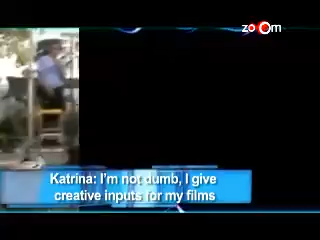 zoom
Katrina: I'm not dumb, I give
creative inputs for my films